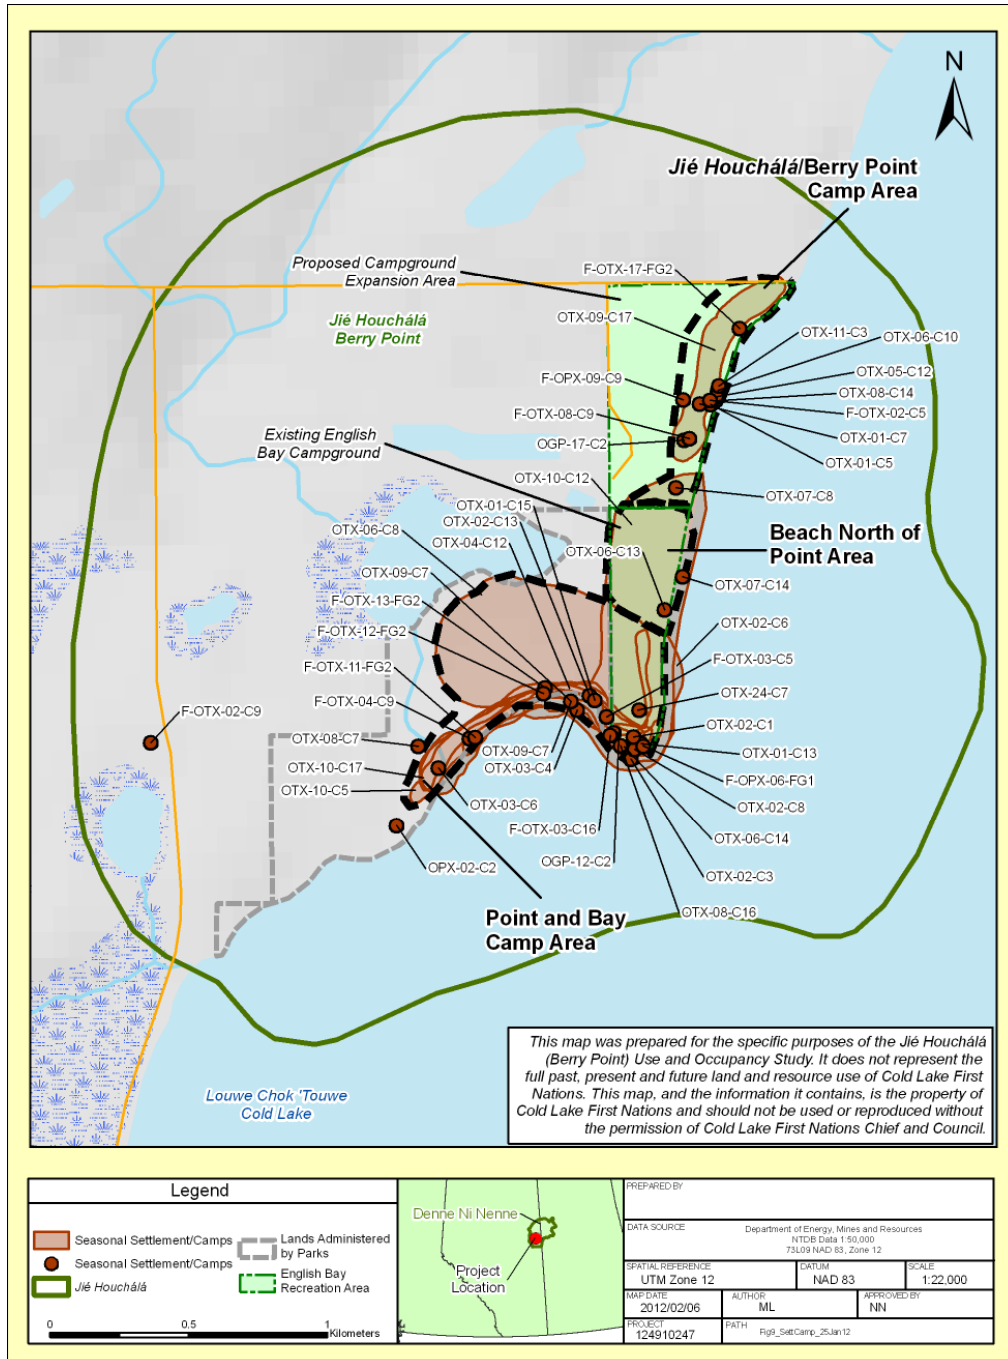 N
Jié Houchálá/Berry Point
Camp Area
Proposed Campground
Expansion Area
F-OTX-17-FG2
OTX-09-C17
Jié Houchálá
Berry Point
OTX-11-C3
OTX-06-C10
OTX-05-C12
OTX-08-C14
F-OTX-02-C5
OTX-01-C7
OTX-01-C5
F-OPX-09-C9
F-OTX-08-C9
OGP-17-C2
Existing English
Bay Campground
OTX-10-C12
OTX-07-C8
OTX-01-C15
OTX-02-C13
OTX-06-C8
OTX-04-C12
Beach North of
Point Area
OTX-06-C13
OTX-09-C7
OTX-07-C14
F-OTX-13-FG2
OTX-02-C6
F-OTX-12-FG2
F-OTX-03-C5
F-OTX-11-FG2
OTX-24-C7
F-OTX-04-C9
F-OTX-02-C9
OTX-02-C1
OTX-08-C7
OTX-09-C7
OTX-01-C13
OTX-03-C4
OTX-10-C17
F-OPX-06-FG1
OTX-10-C5
OTX-03-C6
OTX-02-C8
F-OTX-03-C16
OTX-06-C14
OGP-12-C2
OPX-02-C2
OTX-02-C3
OTX-08-C16
Point and Bay
Camp Area
This map was prepared for the specific purposes of the Jié Houchálá
(Berry Point) Use and Occupancy Study. It does not represent the
full past, present and future land and resource use of Cold Lake First
Nations. This map, and the information it contains, is the property of
Cold Lake First Nations and should not be used or reproduced without
the permission of Cold Lake First Nations Chief and Council.
Louwe Chok 'Touwe
Cold Lake
Legend
Seasonal Settlement/Camps
Seasonal Settlement/Camps
Jié Houchálá
Lands Administered
by Parks
English Bay
Recreation Area
0 0.5 1
Kilometers
Denne Ni Nenne
Project
Location
PREPARED BY
DATA SOURCE
Department of Energy, Mines and Resources
NTDB Data 1:50,000
73L09 NAD 83, Zone 12
SPATIAL REFERENCE
UTM Zone 12
DATUM
NAD 83
SCALE
1:22,000
MAP DATE
2012/02/06
AUTHOR
ML
APPROVED BY
NN
PROJECT
124910247
PATH
Fig9_SettCamp_25Jan12